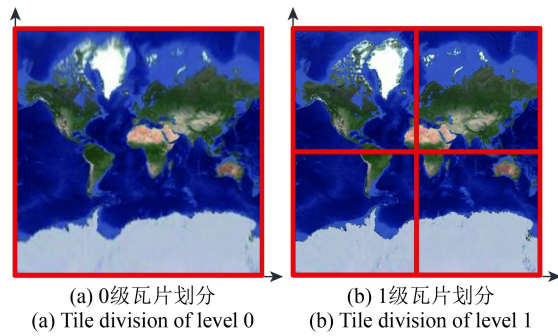 (a) 0级瓦片划分
(a) Tile division of level 0
(b) 1级瓦片划分
(b) Tile division of level 1